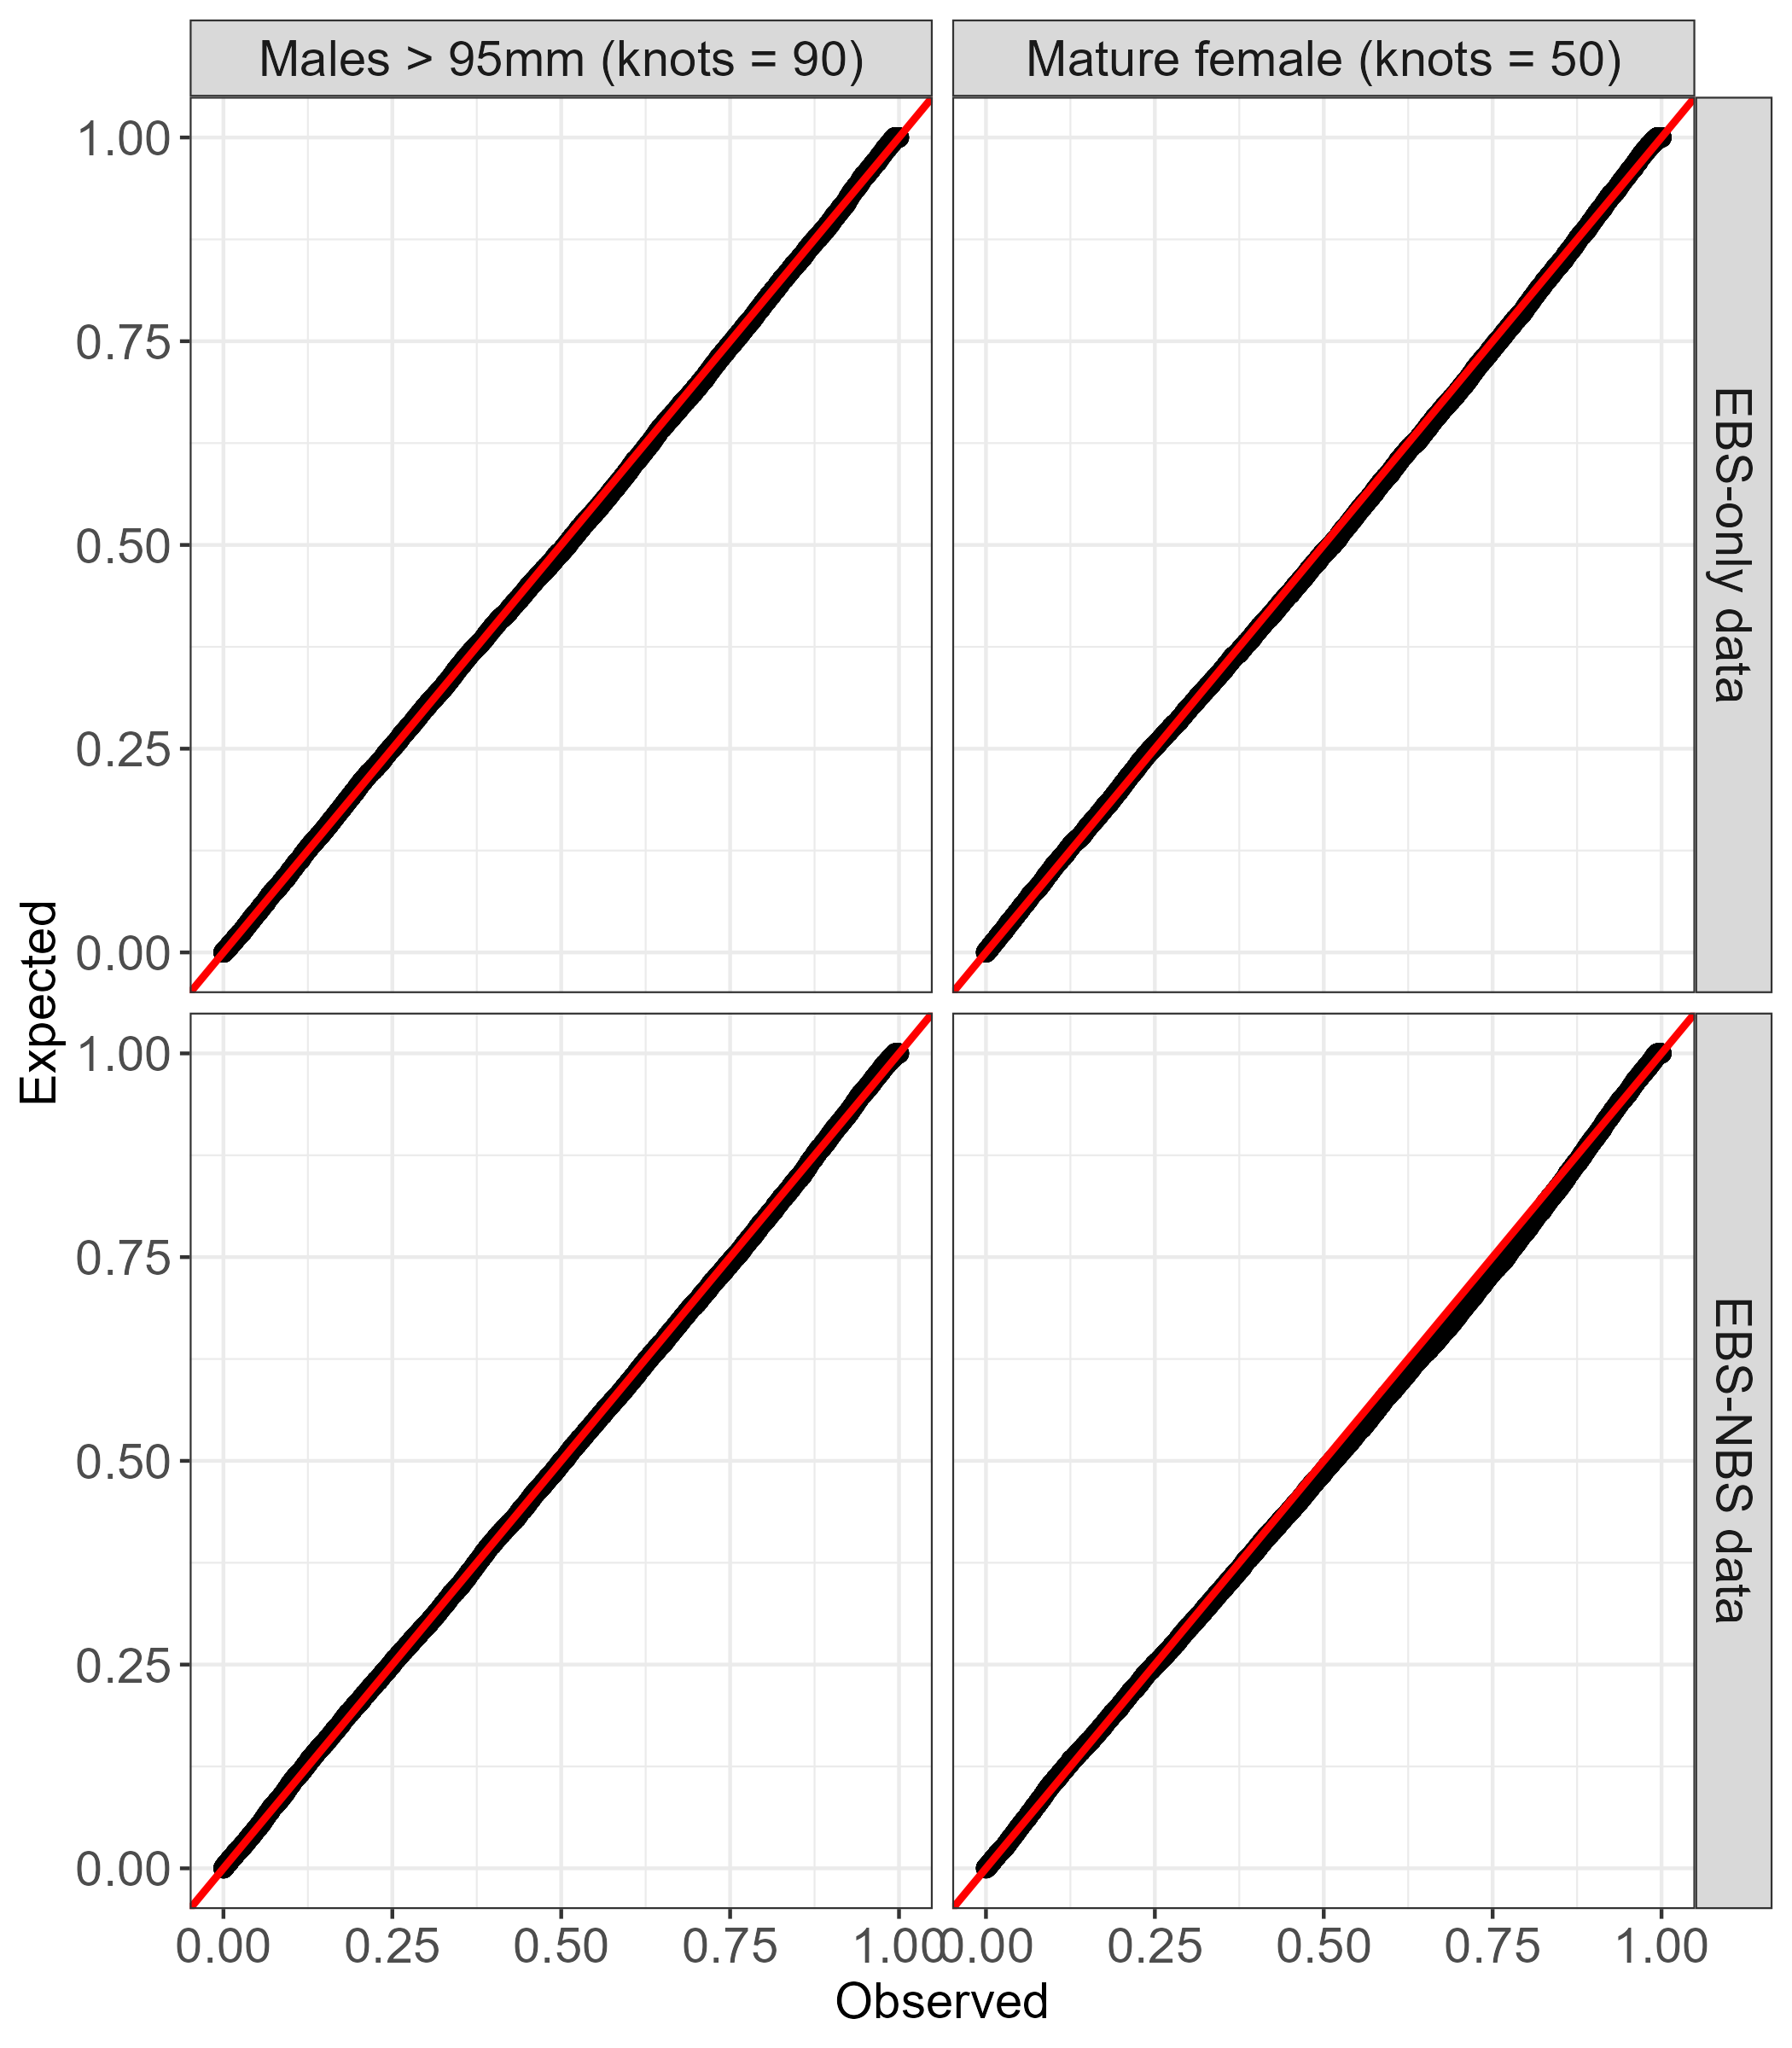 Males > 95mm (knots = 90)
Mature female (knots = 50)
1.00
0.75
0.50
0.25
0.00
EBS-only data
Expected
1.00
0.75
0.50
0.25
0.00
EBS-NBS data
0.00 0.25 0.50 0.75 1.00
0.00 0.25 0.50 0.75 1.00
Observed